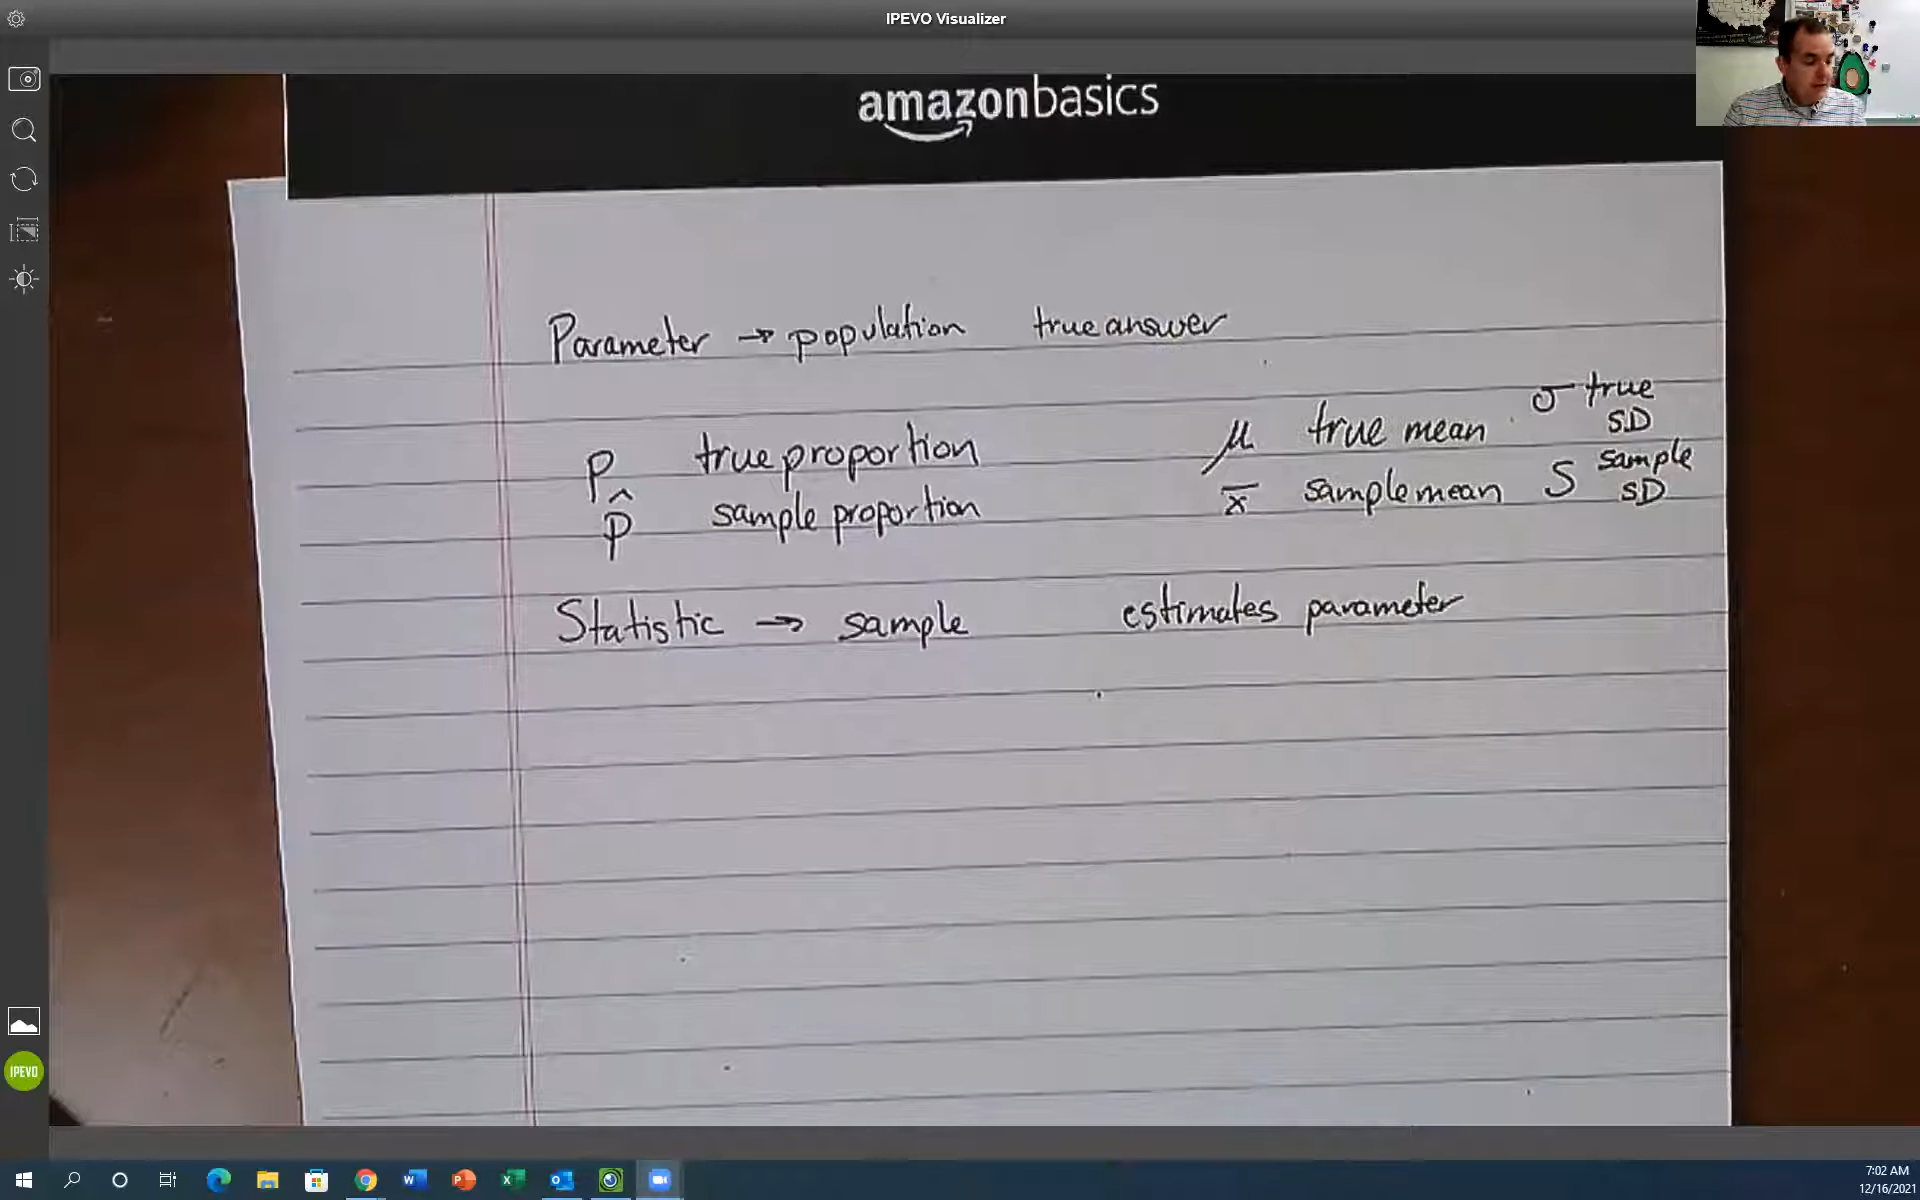 IPEVO Visualizer
amazonbasics
Parameter → population true answer
σ true SD
μ true mean
p true proportion
S sample SD
x̄ sample mean
p̂ sample proportion
Statistic → sample estimates parameter
IPEVO
7:02 AM
12/16/2021